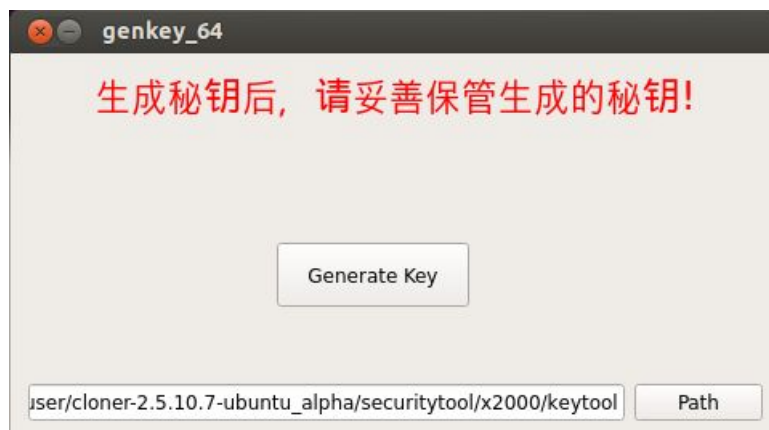 genkey_64
生成秘钥后，请妥善保管生成的秘钥!
Generate Key
user/cloner-2.5.10.7-ubuntu_alpha/securitytool/x2000/keytool
Path